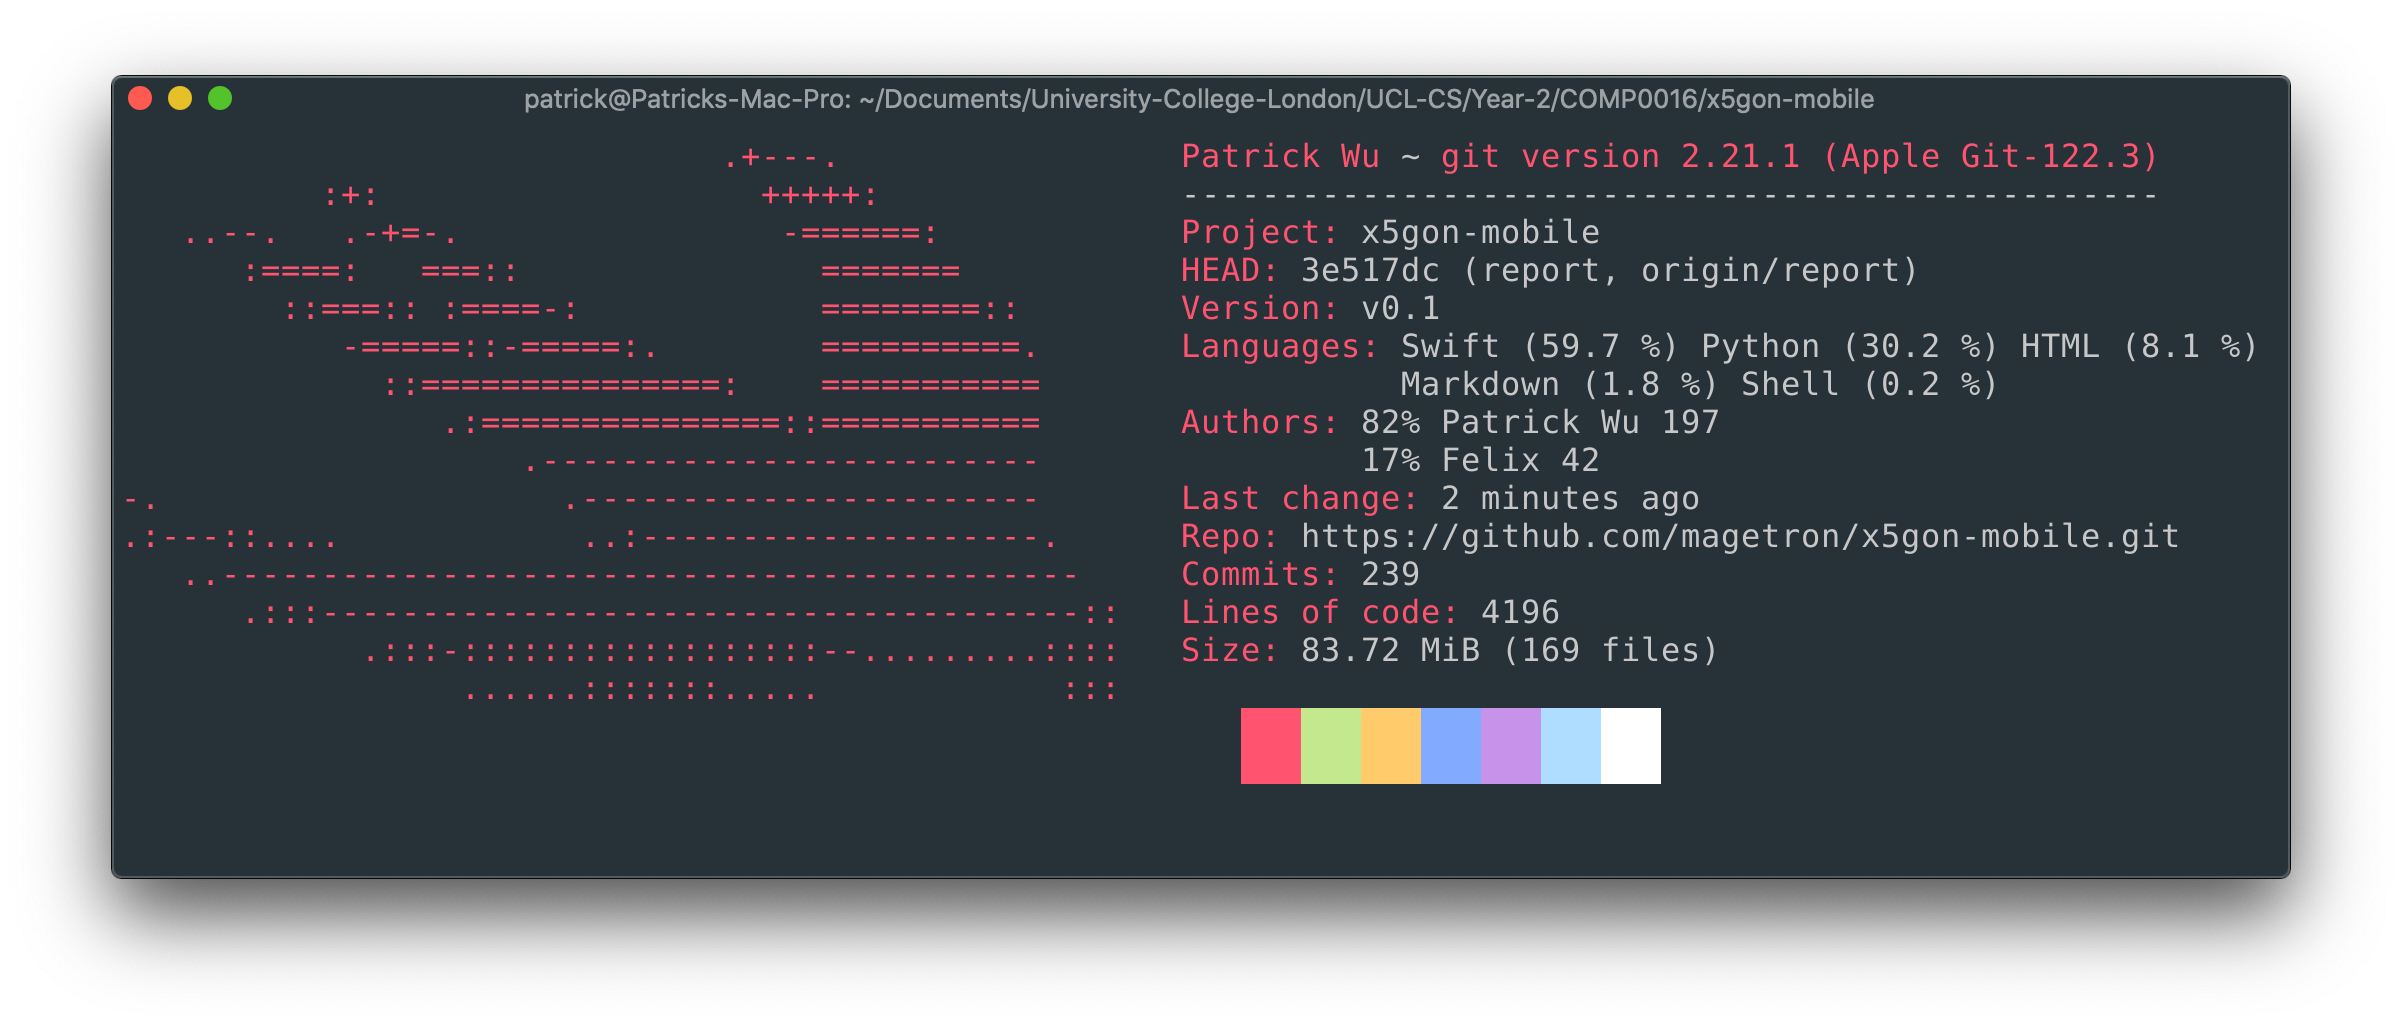 patrick@Patricks-Mac-Pro: ~/Documents/University-College-London/UCL-CS/Year-2/COMP0016/x5gon-mobile
Patrick Wu ~ git version 2.21.1 (Apple Git-122.3)
-------------------------------------------------
Project: x5gon-mobile
HEAD: 3e517dc (report, origin/report)
Version: v0.1
Languages: Swift (59.7 %) Python (30.2 %) HTML (8.1 %)
Markdown (1.8 %) Shell (0.2 %)
Authors: 82% Patrick Wu 197
17% Felix 42
Last change: 2 minutes ago
Repo: https://github.com/magetron/x5gon-mobile.git
Commits: 239
Lines of code: 4196
Size: 83.72 MiB (169 files)